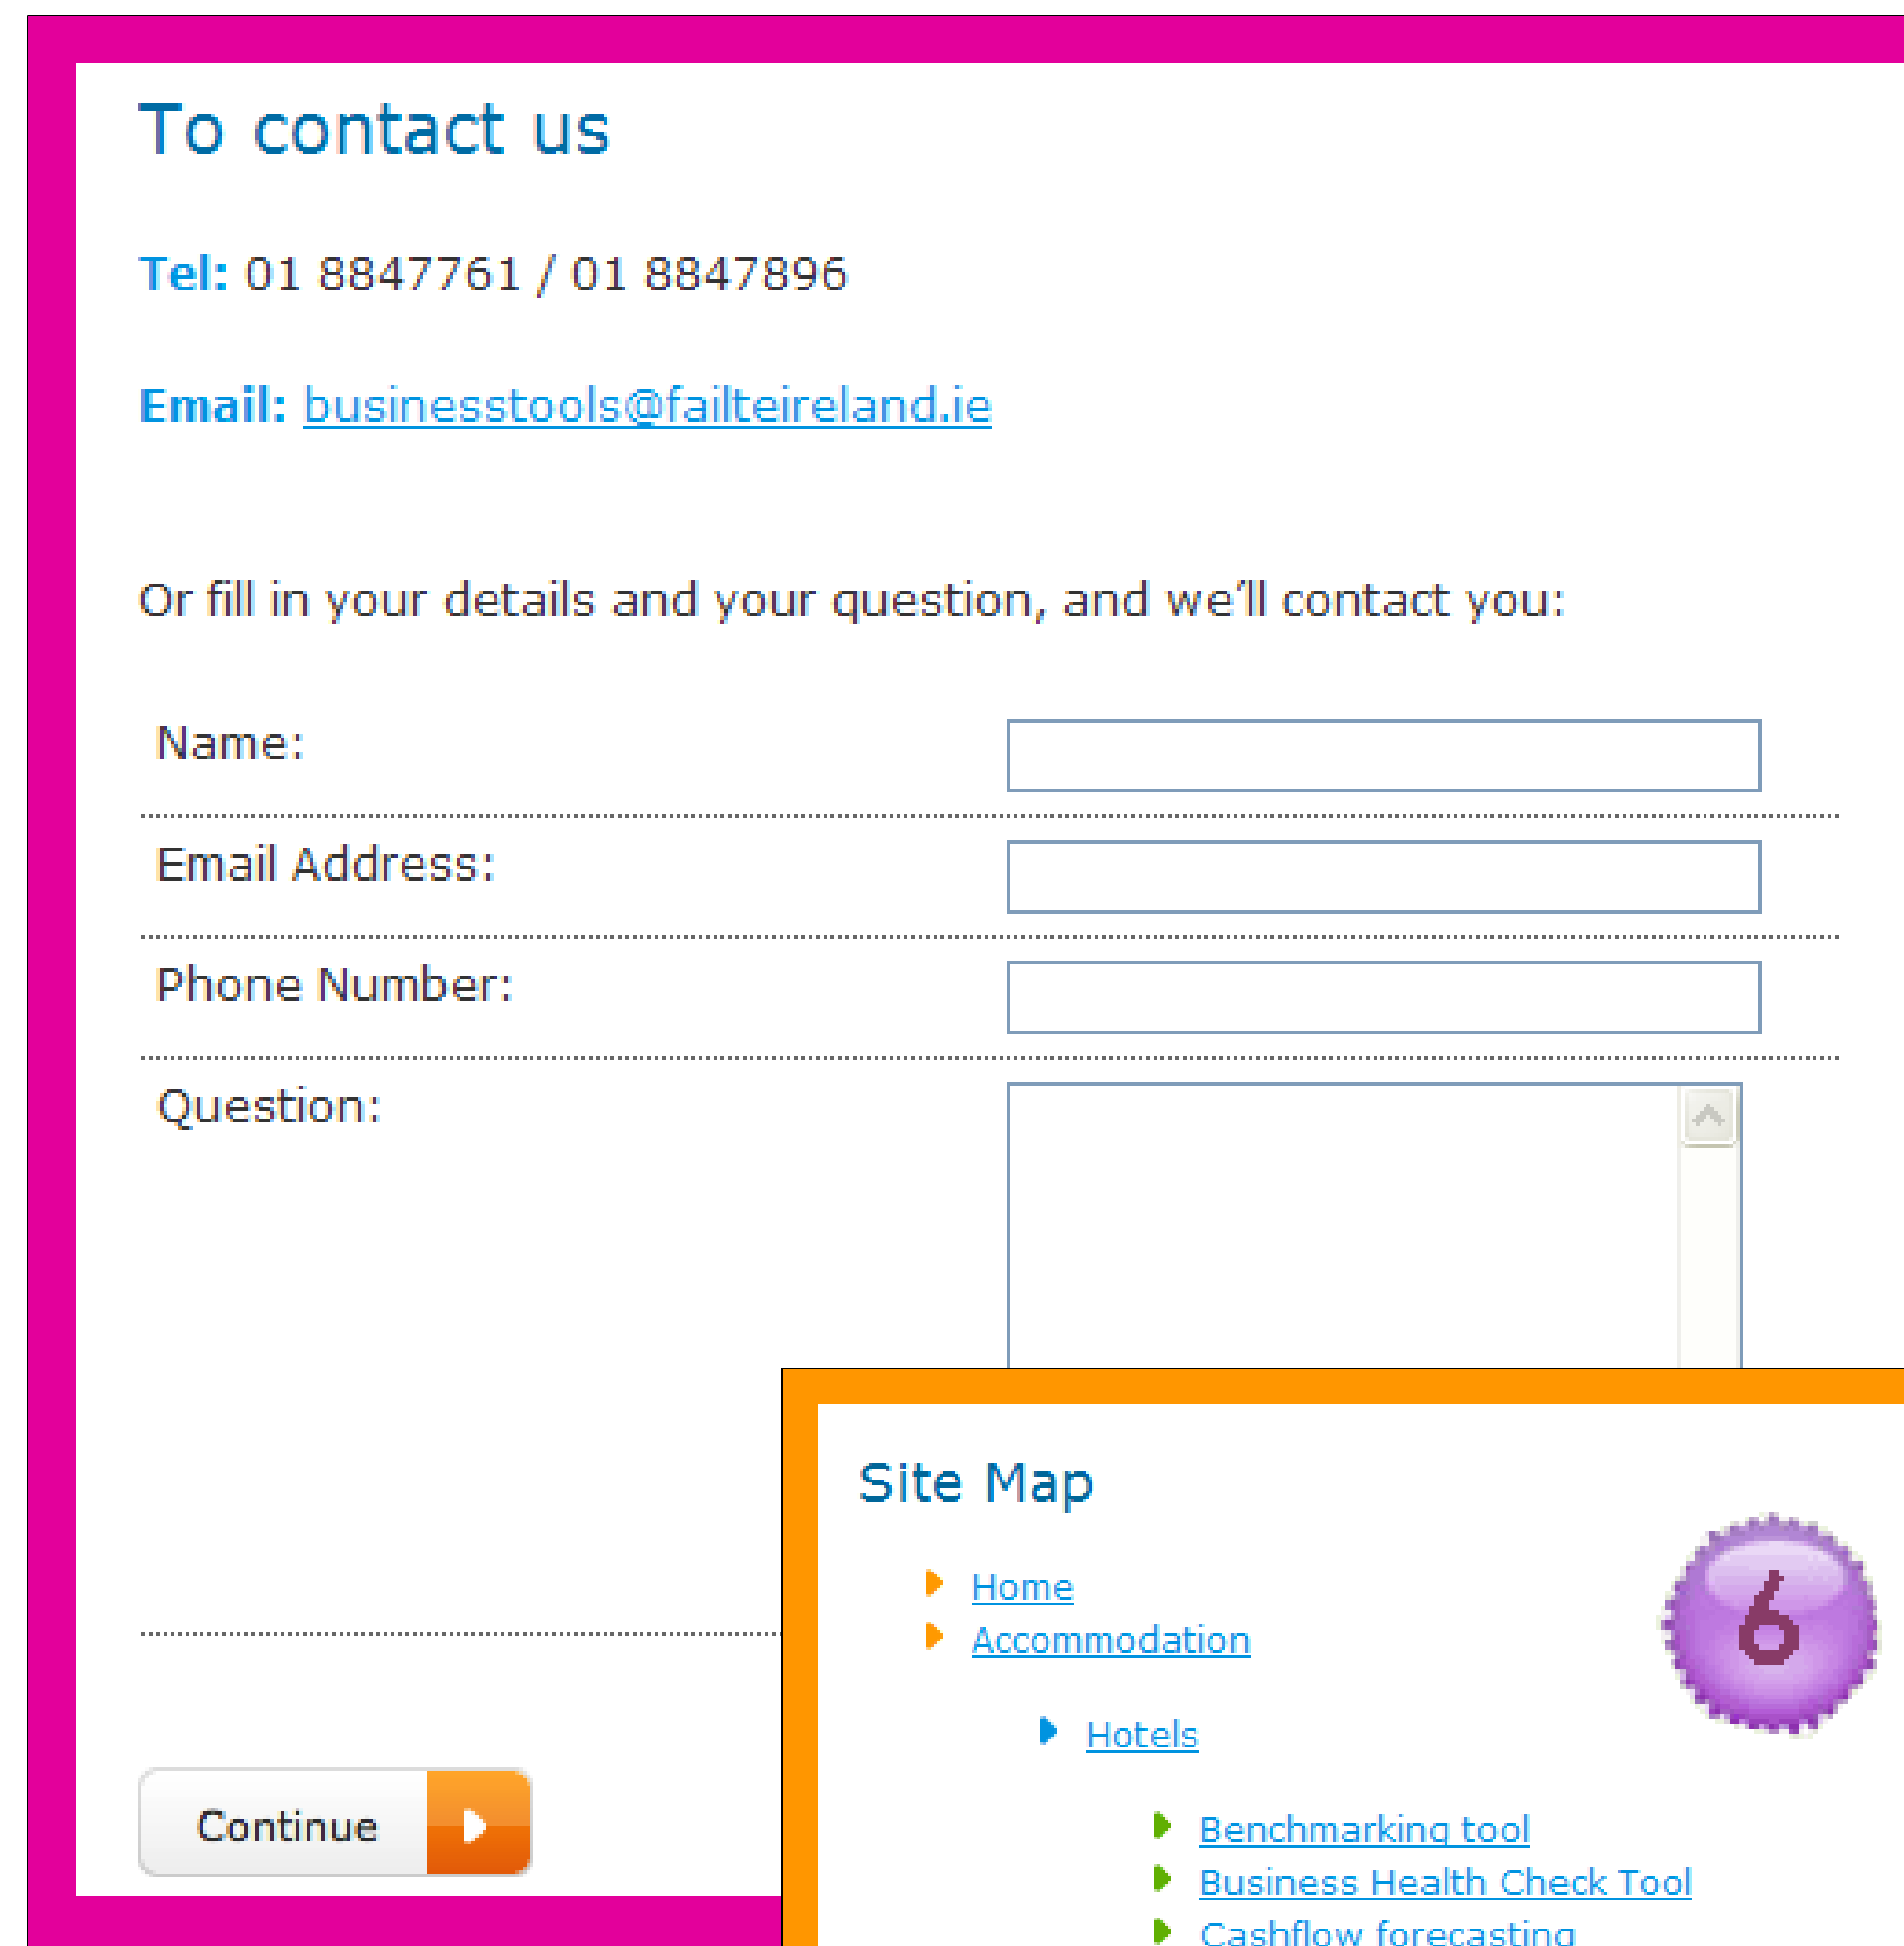 To contact us
Tel: 01 8847761 / 01 8847896
Email: businesstools@failteireland.ie
Or fill in your details and your question, and we'll contact you:
Name:
Email Address:
Phone Number:
Question:
Continue
Site Map
6
Home
Accommodation
Hotels
Benchmarking tool
Business Health Check Tool
Cashflow forecasting